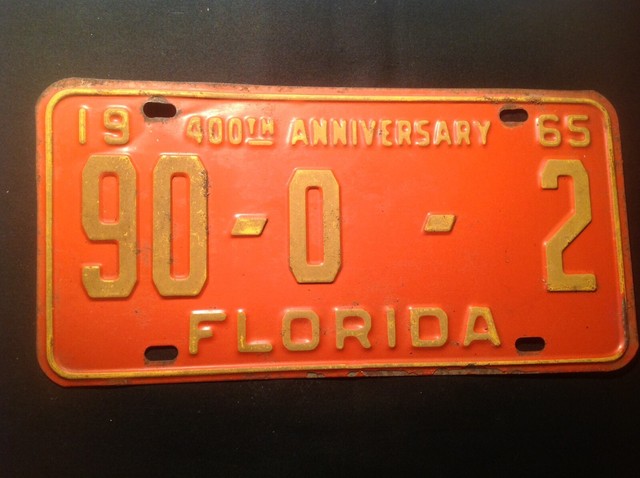 19 400TH ANNIVERSARY 65
90-0 - 2
FLORIDA